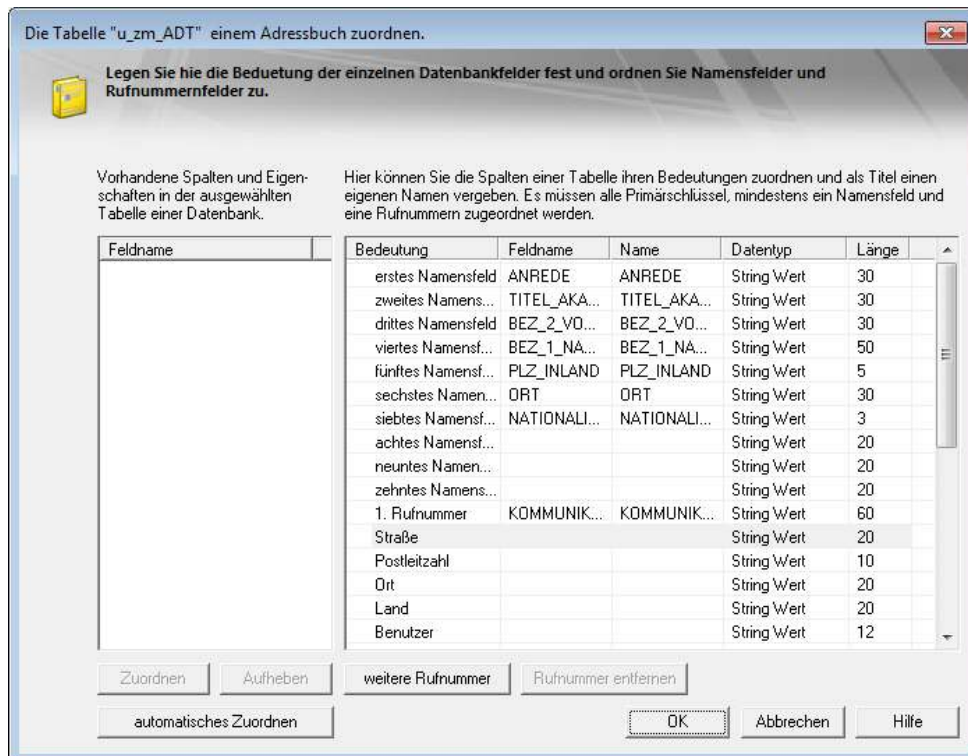 Die Tabelle "u_zm_ADT" einem Adressbuch zuordnen.
Legen Sie hie die Beduetung der einzelnen Datenbankfelder fest und ordnen Sie Namensfelder und
Rufnummernfelder zu.
Vorhandene Spalten und Eigen-
schaften in der ausgewählten
Tabelle einer Datenbank.
Hier können Sie die Spalten einer Tabelle ihren Bedeutungen zuordnen und als Titel einen
eigenen Namen vergeben. Es müssen alle Primärschlüssel, mindestens ein Namensfeld und
eine Rufnummern zugeordnet werden.
Feldname
Bedeutung Feldname Name Datentyp Länge
erstes Namensfeld ANREDE ANREDE String Wert 30
zweites Namens... TITEL_AKA... TITEL_AKA... String Wert 30
drittes Namensfeld BEZ_2_VO... BEZ_2_VO... String Wert 30
viertes Namensf... BEZ_1_NA... BEZ_1_NA... String Wert 50
fünftes Namensf... PLZ_INLAND PLZ_INLAND String Wert 5
sechstes Namen... ORT ORT String Wert 30
siebtes Namensf... NATIONALI... NATIONALI... String Wert 3
achtes Namensf... String Wert 20
neuntes Namen... String Wert 20
zehntes Namens... String Wert 20
1. Rufnummer KOMMUNIK... KOMMUNIK... String Wert 60
Straße String Wert 20
Postleitzahl String Wert 10
Ort String Wert 20
Land String Wert 20
Benutzer String Wert 12
Zuordnen Aufheben weitere Rufnummer Rufnummer entfernen
automatisches Zuordnen OK Abbrechen Hilfe